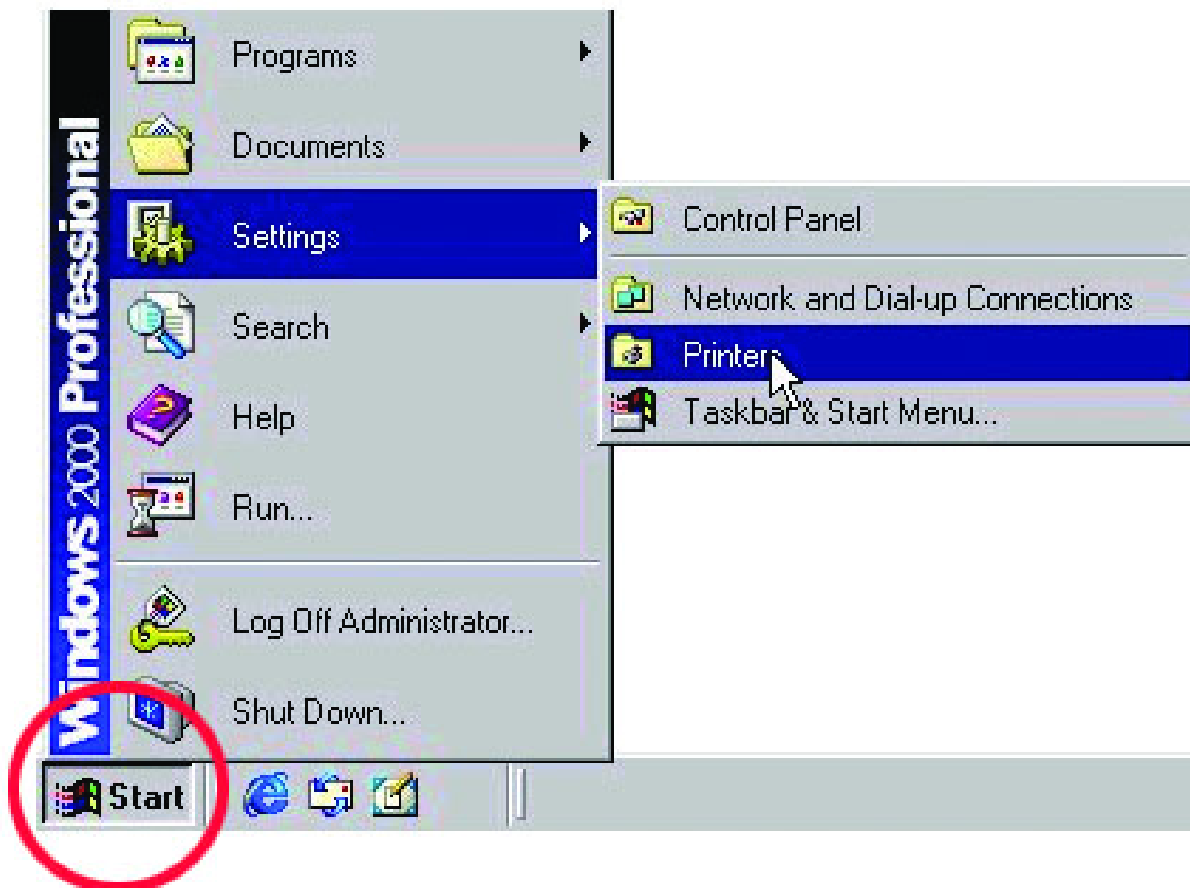 Windows 2000 Professional
Programs
Documents
Settings
Search
Help
Run...
Log Off Administrator...
Shut Down...
Control Panel
Network and Dial-up Connections
Printers
Taskbar & Start Menu...
Start